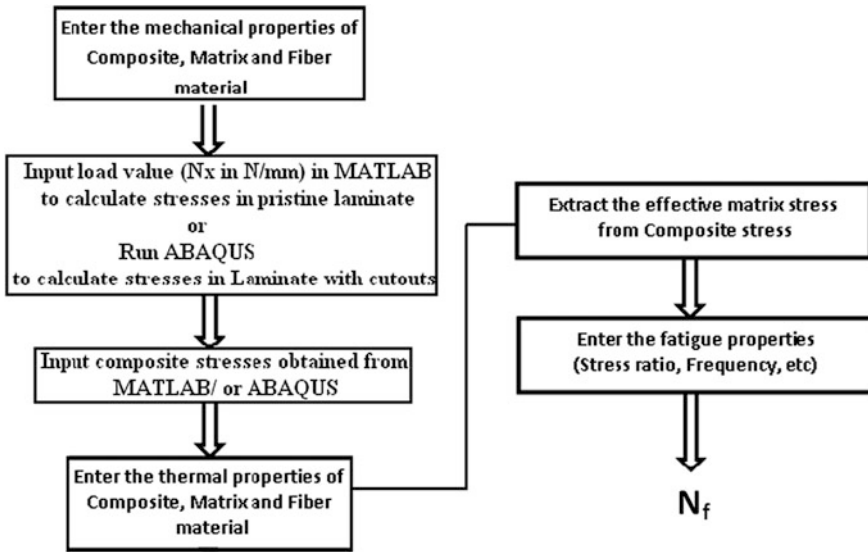 Enter the mechanical properties of
Composite, Matrix and Fiber
material
Input load value (Nx in N/mm) in MATLAB
to calculate stresses in pristine laminate
or
Run ABAQUS
to calculate stresses in Laminate with cutouts
Input composite stresses obtained from
MATLAB/ or ABAQUS
Enter the thermal properties of
Composite, Matrix and Fiber
material
Extract the effective matrix stress
from Composite stress
Enter the fatigue properties
(Stress ratio, Frequency, etc)
N_f